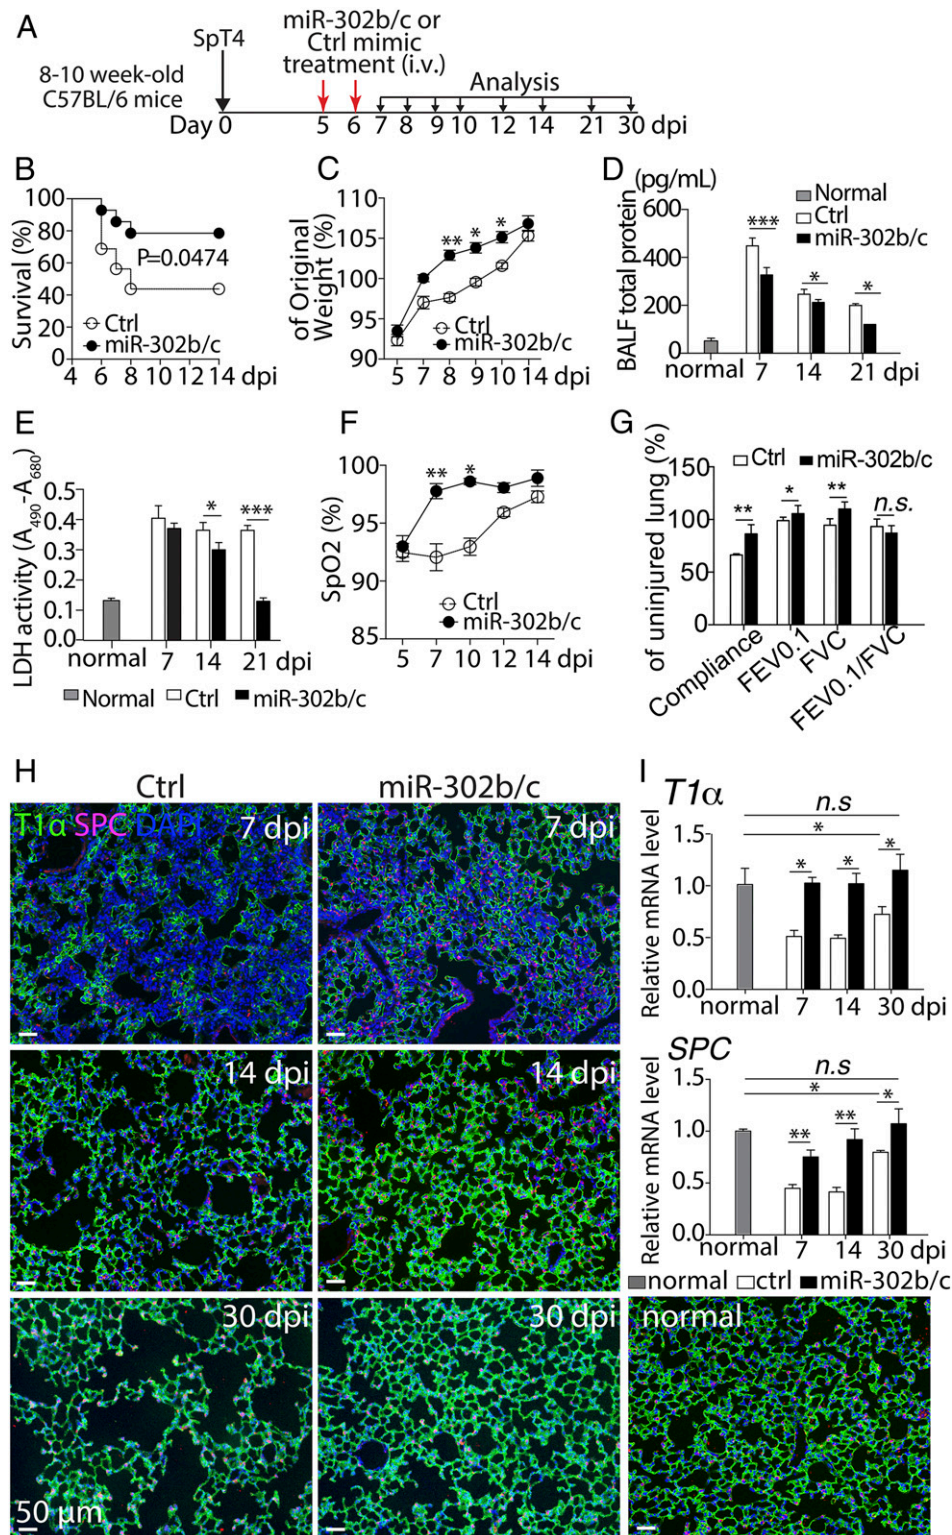 A
SpT4
miR-302b/c or
Ctrl mimic
treatment (i.v.)
8-10 week-old
C57BL/6 mice
Analysis
Day 0 5 6 7 8 9 10 12 14 21 30 dpi
B
Survival (%)
100
80
60
40
20
0
P=0.0474
Ctrl
miR-302b/c
4 6 8 10 12 14 dpi
C
of Original
Weight (%)
110
105
100
95
90
** * *
Ctrl
miR-302b/c
5 7 8 9 10 14 dpi
D
(pg/mL)
BALF total protein
600
400
200
0
Normal
Ctrl
miR-302b/c
*** * *
normal 7 14 21 dpi
E
LDH activity (A490-A680)
0.5
0.4
0.3
0.2
0.1
0.0
* ***
normal 7 14 21 dpi
Normal Ctrl miR-302b/c
F
SpO2 (%)
100
95
90
85
** *
Ctrl
miR-302b/c
5 7 10 12 14 dpi
G
of uninjured lung (%)
150
100
50
0
Ctrl miR-302b/c
** * ** n.s.
Compliance
FEV0.1
FVC
FEV0.1/FVC
H
Ctrl miR-302b/c
T1α SPC DAPI 7 dpi
7 dpi
14 dpi
14 dpi
30 dpi
30 dpi
50 μm
I
T1α
Relative mRNA level
1.5
1.0
0.5
0.0
n.s
*
* * *
normal 7 14 30 dpi
SPC
Relative mRNA level
1.5
1.0
0.5
0.0
n.s
*
** ** *
normal 7 14 30 dpi
normal ctrl miR-302b/c
normal